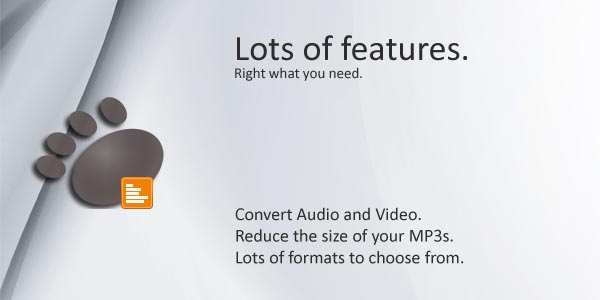 Lots of features.
Right what you need.
Convert Audio and Video.
Reduce the size of your MP3s.
Lots of formats to choose from.